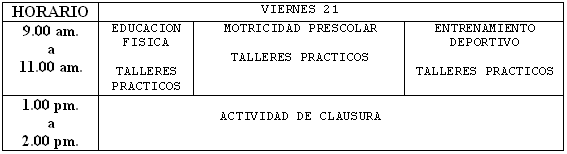 HORARIO
VIERNES 21
9.00 am.
a
11.00 am.
EDUCACION
FISICA
TALLERES
PRACTICOS
MOTRICIDAD PRESCOLAR
TALLERES PRACTICOS
ENTRENAMIENTO
DEPORTIVO
TALLERES PRACTICOS
1.00 pm.
a
2.00 pm.
ACTIVIDAD DE CLAUSURA